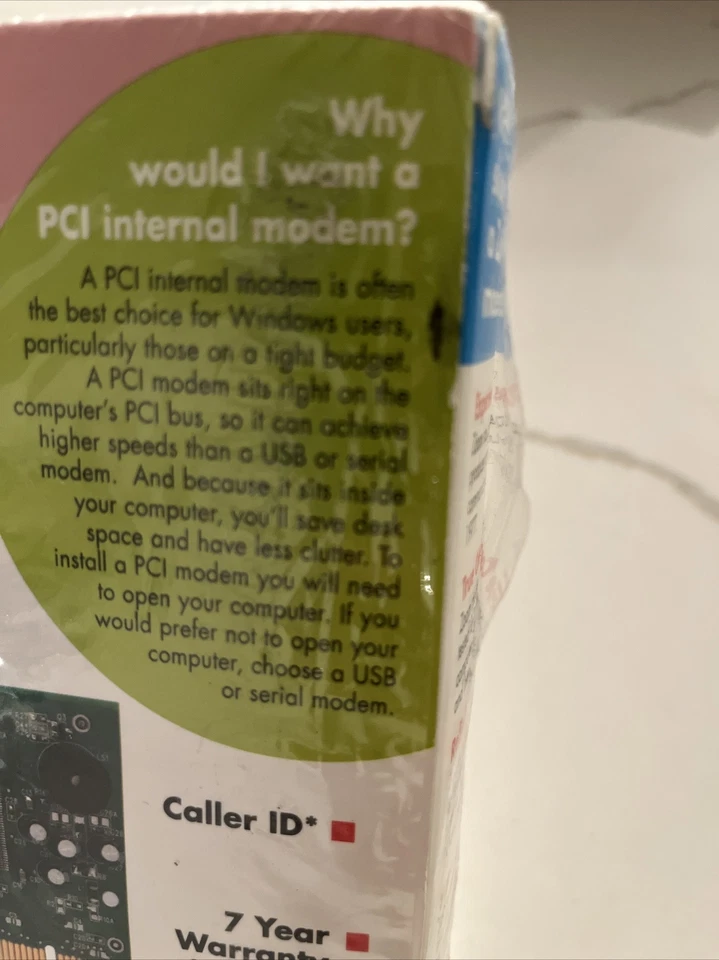 Why
would I want a
PCI internal modem?
A PCI internal modem is often
the best choice for Windows users,
particularly those on a tight budget.
A PCI modem sits right on the
computer's PCI bus, so it can achieve
higher speeds than a USB or serial
modem. And because it sits inside
your computer, you'll save desk
space and have less clutter. To
install a PCI modem you will need
to open your computer. If you
would prefer not to open your
computer, choose a USB
or serial modem.
Caller ID*
7 Year
Warranty